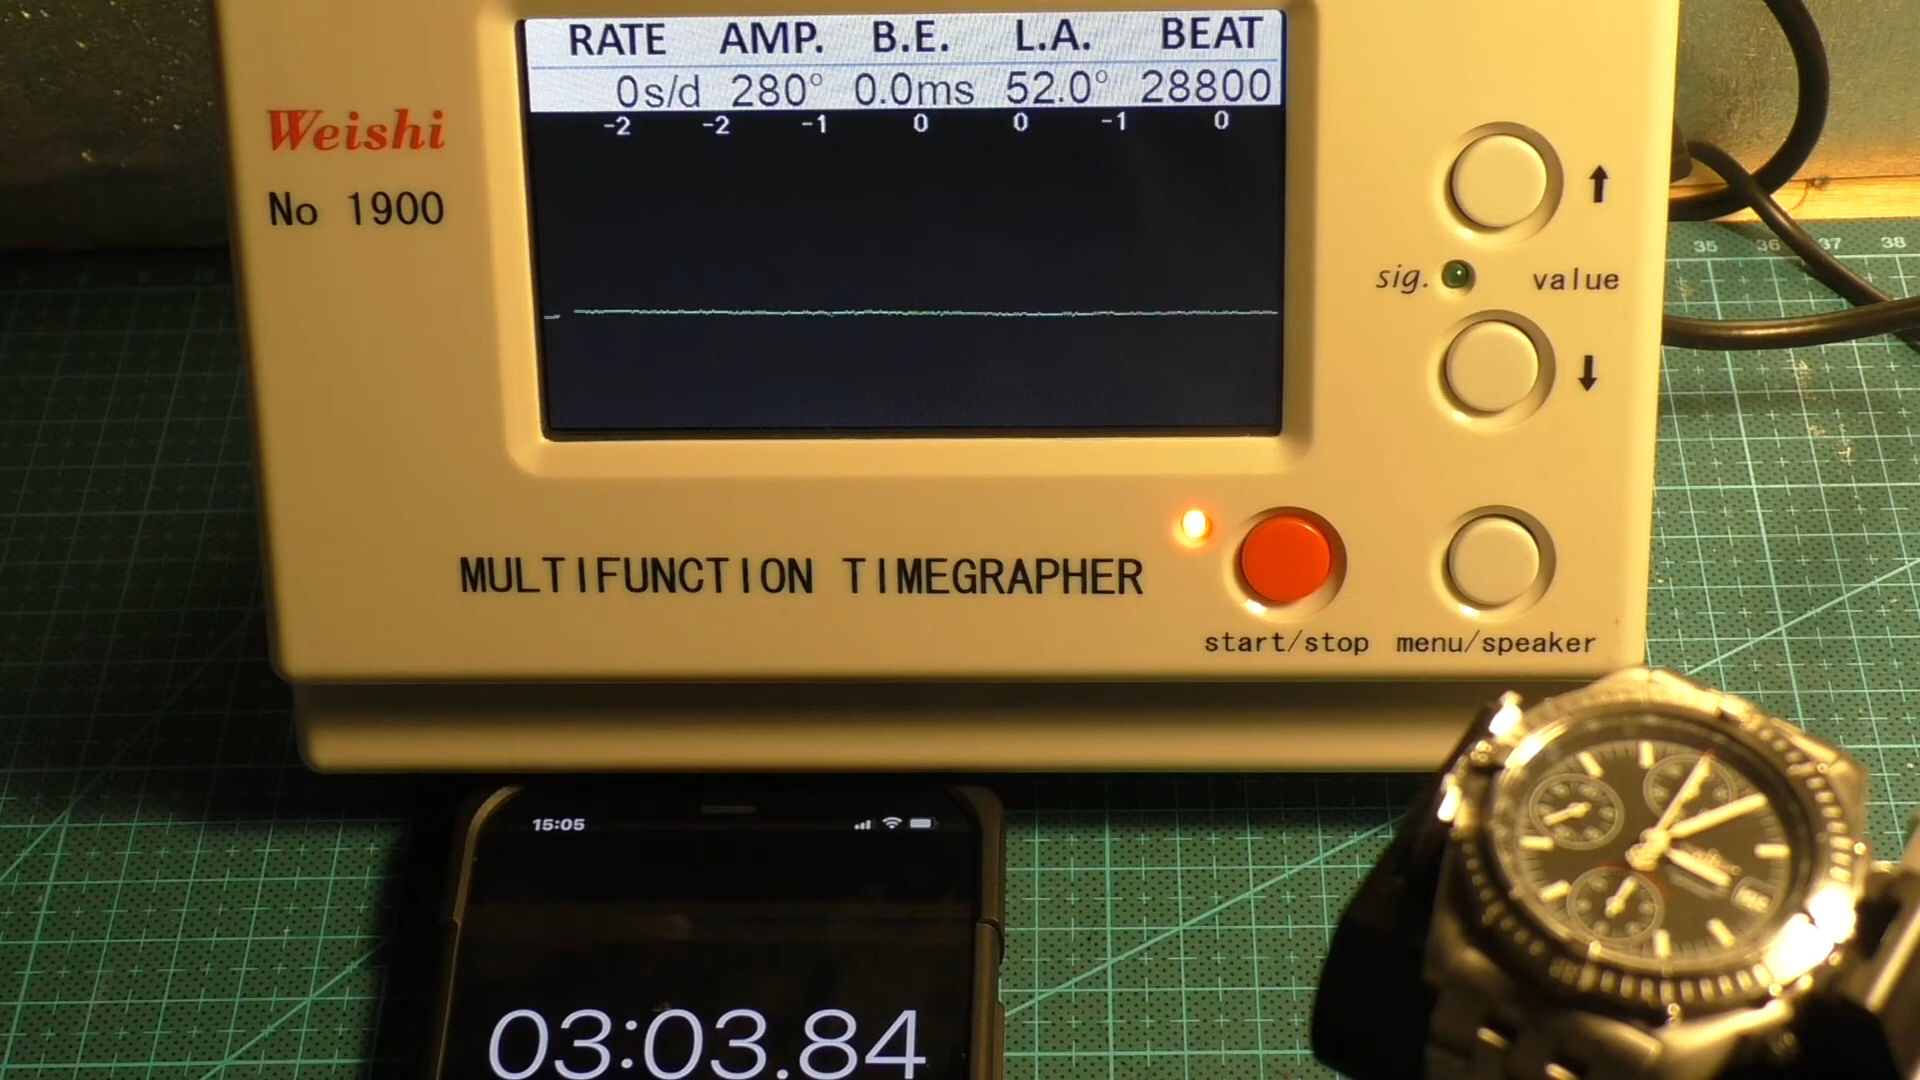 RATE AMP. B.E. L.A. BEAT
0s/d 280° 0.0ms 52.0° 28800
-2 -2 -1 0 0 -1 0
Weishi
No 1900
↑
sig. value
↓
35 36 37 38
MULTIFUNCTION TIMEGRAPHER
start/stop menu/speaker
15:05
03:03.84